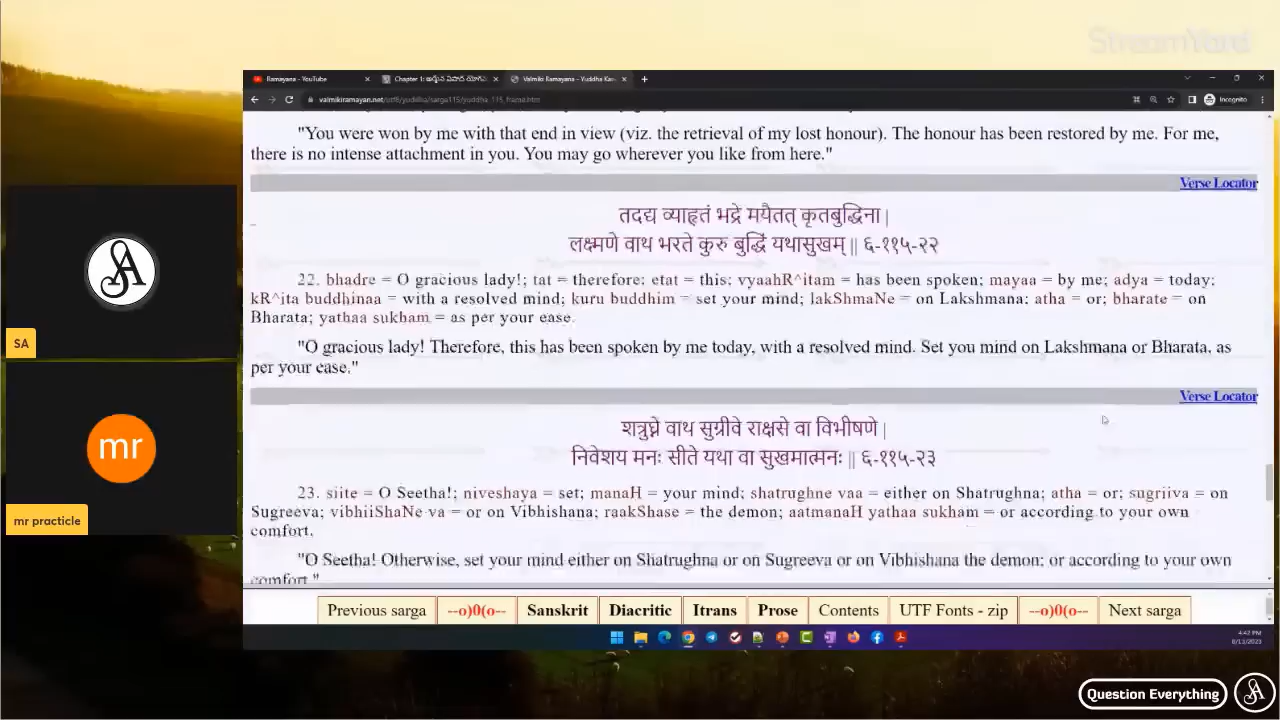 StreamYard
Ramayana - YouTube
Valmiki Ramayana - Yuddha Kan
Incognito
"You were won by me with that end in view (viz. the retrieval of my lost honour). The honour has been restored by me. For me,
there is no intense attachment in you. You may go wherever you like from here."
Verse Locator
तदद्य व्याहृतं भद्रे मयैतत् कृतबुद्धिना |
लक्ष्मणे वाथ भरते कुरु बुद्धिं यथासुखम् || ६-११५-२२
22. bhadre = O gracious lady!; tat = therefore; etat = this; vyaahR^itam = has been spoken; mayaa = by me; adya = today;
kR^ita buddhinaa = with a resolved mind; kuru buddhim = set your mind; lakShmaNe = on Lakshmana; atha = or; bharate = on
Bharata; yathaa sukham = as per your ease.
"O gracious lady! Therefore, this has been spoken by me today, with a resolved mind. Set you mind on Lakshmana or Bharata, as
per your ease."
Verse Locator
शत्रुघ्ने वाथ सुग्रीवे राक्षसे वा विभीषणे |
निवेशय मनः सीते यथा वा सुखमात्मनः || ६-११५-२३
23. siite = O Seetha!; niveshaya = set; manaH = your mind; shatrughne vaa = either on Shatrughna; atha = or; sugriiva = on
Sugreeva; vibhiiShaNe va = or on Vibhishana; raakShase = the demon; aatmanaH yathaa sukham = or according to your own
comfort.
"O Seetha! Otherwise, set your mind either on Shatrughna or on Sugreeva or on Vibhishana the demon; or according to your own
comfort."
Previous sarga --o)0(o-- Sanskrit Diacritic Itrans Prose Contents UTF Fonts - zip --o)0(o-- Next sarga
4:42 PM
SA
mr
mr practicle
Question Everything